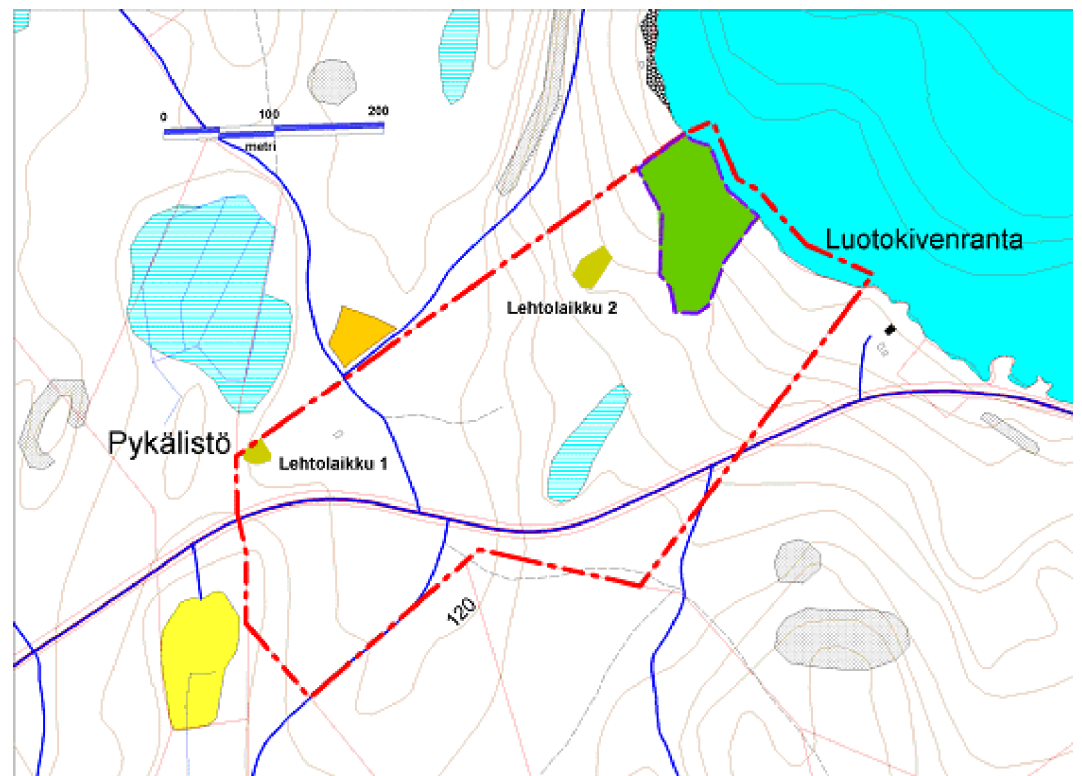 0 100 200
metri
Luotokivenranta
Lehtolaikku 2
Pykälistö
Lehtolaikku 1
120